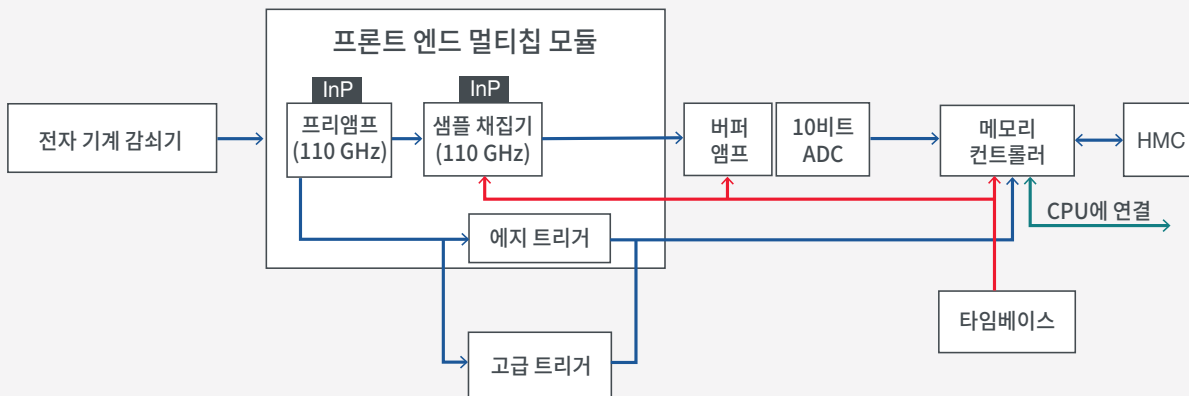 프론트 엔드 멀티칩 모듈
InP
InP
전자 기계 감쇠기
프리앰프
(110 GHz)
샘플 채집기
(110 GHz)
버퍼
앰프
10비트
ADC
메모리
컨트롤러
HMC
CPU에 연결
에지 트리거
타임베이스
고급 트리거